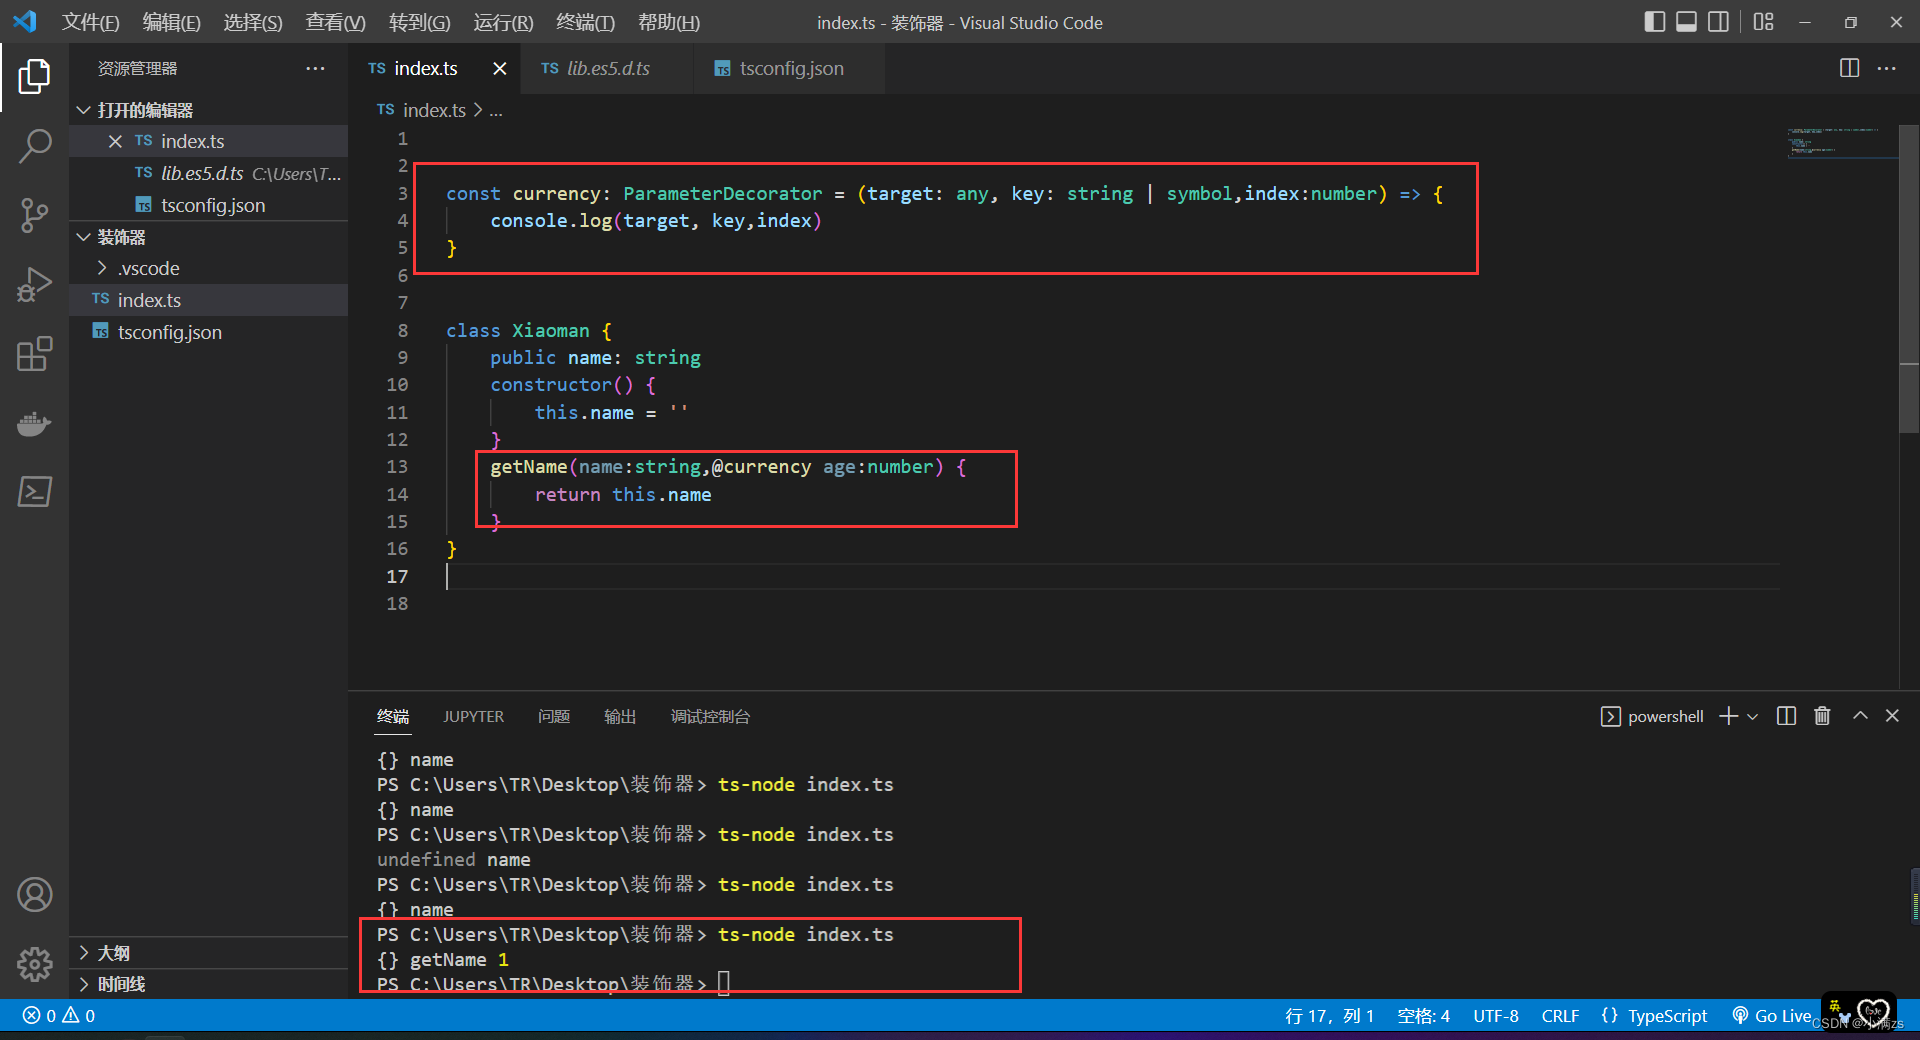 文件(F) 编辑(E) 选择(S) 查看(V) 转到(G) 运行(R) 终端(T) 帮助(H) index.ts - 装饰器 - Visual Studio Code
资源管理器 ···
打开的编辑器
TS index.ts
TS lib.es5.d.ts C:\Users\T...
TS tsconfig.json
装饰器
.vscode
TS index.ts
TS tsconfig.json
大纲
时间线
TS index.ts TS lib.es5.d.ts TS tsconfig.json
TS index.ts > ...
1
2
3 const currency: ParameterDecorator = (target: any, key: string | symbol,index:number) => {
4 console.log(target, key,index)
5 }
6
7
8 class Xiaoman {
9 public name: string
10 constructor() {
11 this.name = ''
12 }
13 getName(name:string,@currency age:number) {
14 return this.name
15 }
16 }
17
18
终端 JUPYTER 问题 输出 调试控制台 powershell
{} name
PS C:\Users\TR\Desktop\装饰器> ts-node index.ts
{} name
PS C:\Users\TR\Desktop\装饰器> ts-node index.ts
undefined name
PS C:\Users\TR\Desktop\装饰器> ts-node index.ts
{} name
PS C:\Users\TR\Desktop\装饰器> ts-node index.ts
{} getName 1
PS C:\Users\TR\Desktop\装饰器>
0 0 行 17，列 1 空格: 4 UTF-8 CRLF {} TypeScript Go Live
英
CSDN @小满zs